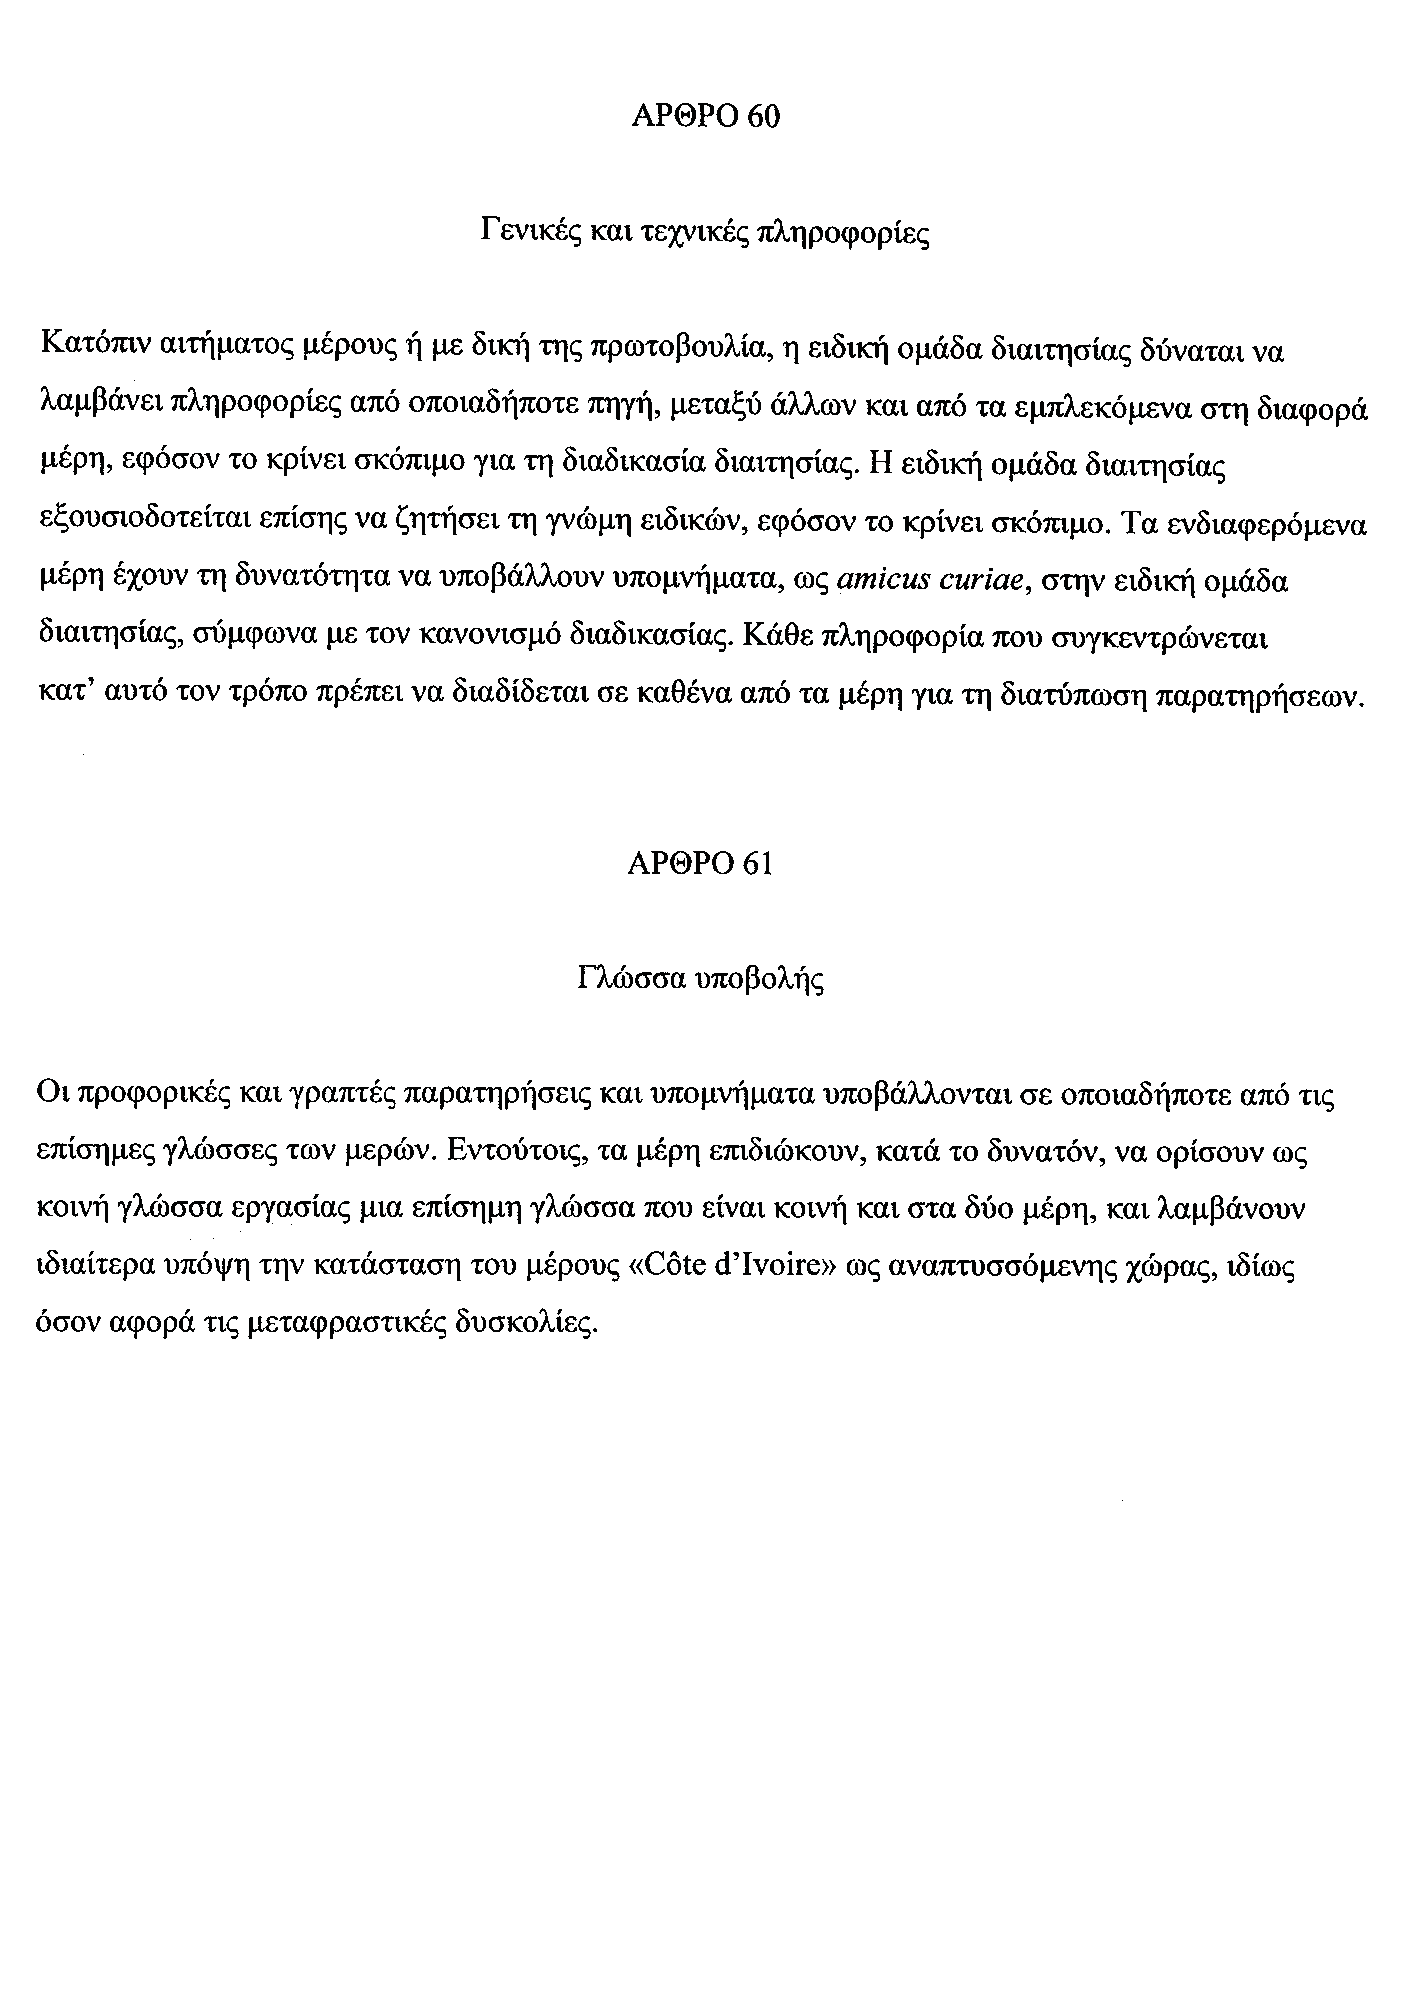 ΑΡΘΡΟ 60
Γενικές και τεχνικές πληροφορίες
Κατόπιν αιτήματος μέρους ή με δική της πρωτοβουλία, η ειδική ομάδα διαιτησίας δύναται να
λαμβάνει πληροφορίες από οποιαδήποτε πηγή, μεταξύ άλλων και από τα εμπλεκόμενα στη διαφορά
μέρη, εφόσον το κρίνει σκόπιμο για τη διαδικασία διαιτησίας. Η ειδική ομάδα διαιτησίας
εξουσιοδοτείται επίσης να ζητήσει τη γνώμη ειδικών, εφόσον το κρίνει σκόπιμο. Τα ενδιαφερόμενα
μέρη έχουν τη δυνατότητα να υποβάλλουν υπομνήματα, ως amicus curiae, στην ειδική ομάδα
διαιτησίας, σύμφωνα με τον κανονισμό διαδικασίας. Κάθε πληροφορία που συγκεντρώνεται
κατ’ αυτό τον τρόπο πρέπει να διαδίδεται σε καθένα από τα μέρη για τη διατύπωση παρατηρήσεων.
ΑΡΘΡΟ 61
Γλώσσα υποβολής
Οι προφορικές και γραπτές παρατηρήσεις και υπομνήματα υποβάλλονται σε οποιαδήποτε από τις
επίσημες γλώσσες των μερών. Εντούτοις, τα μέρη επιδιώκουν, κατά το δυνατόν, να ορίσουν ως
κοινή γλώσσα εργασίας μια επίσημη γλώσσα που είναι κοινή και στα δύο μέρη, και λαμβάνουν
ιδιαίτερα υπόψη την κατάσταση του μέρους «Côte d’Ivoire» ως αναπτυσσόμενης χώρας, ιδίως
όσον αφορά τις μεταφραστικές δυσκολίες.